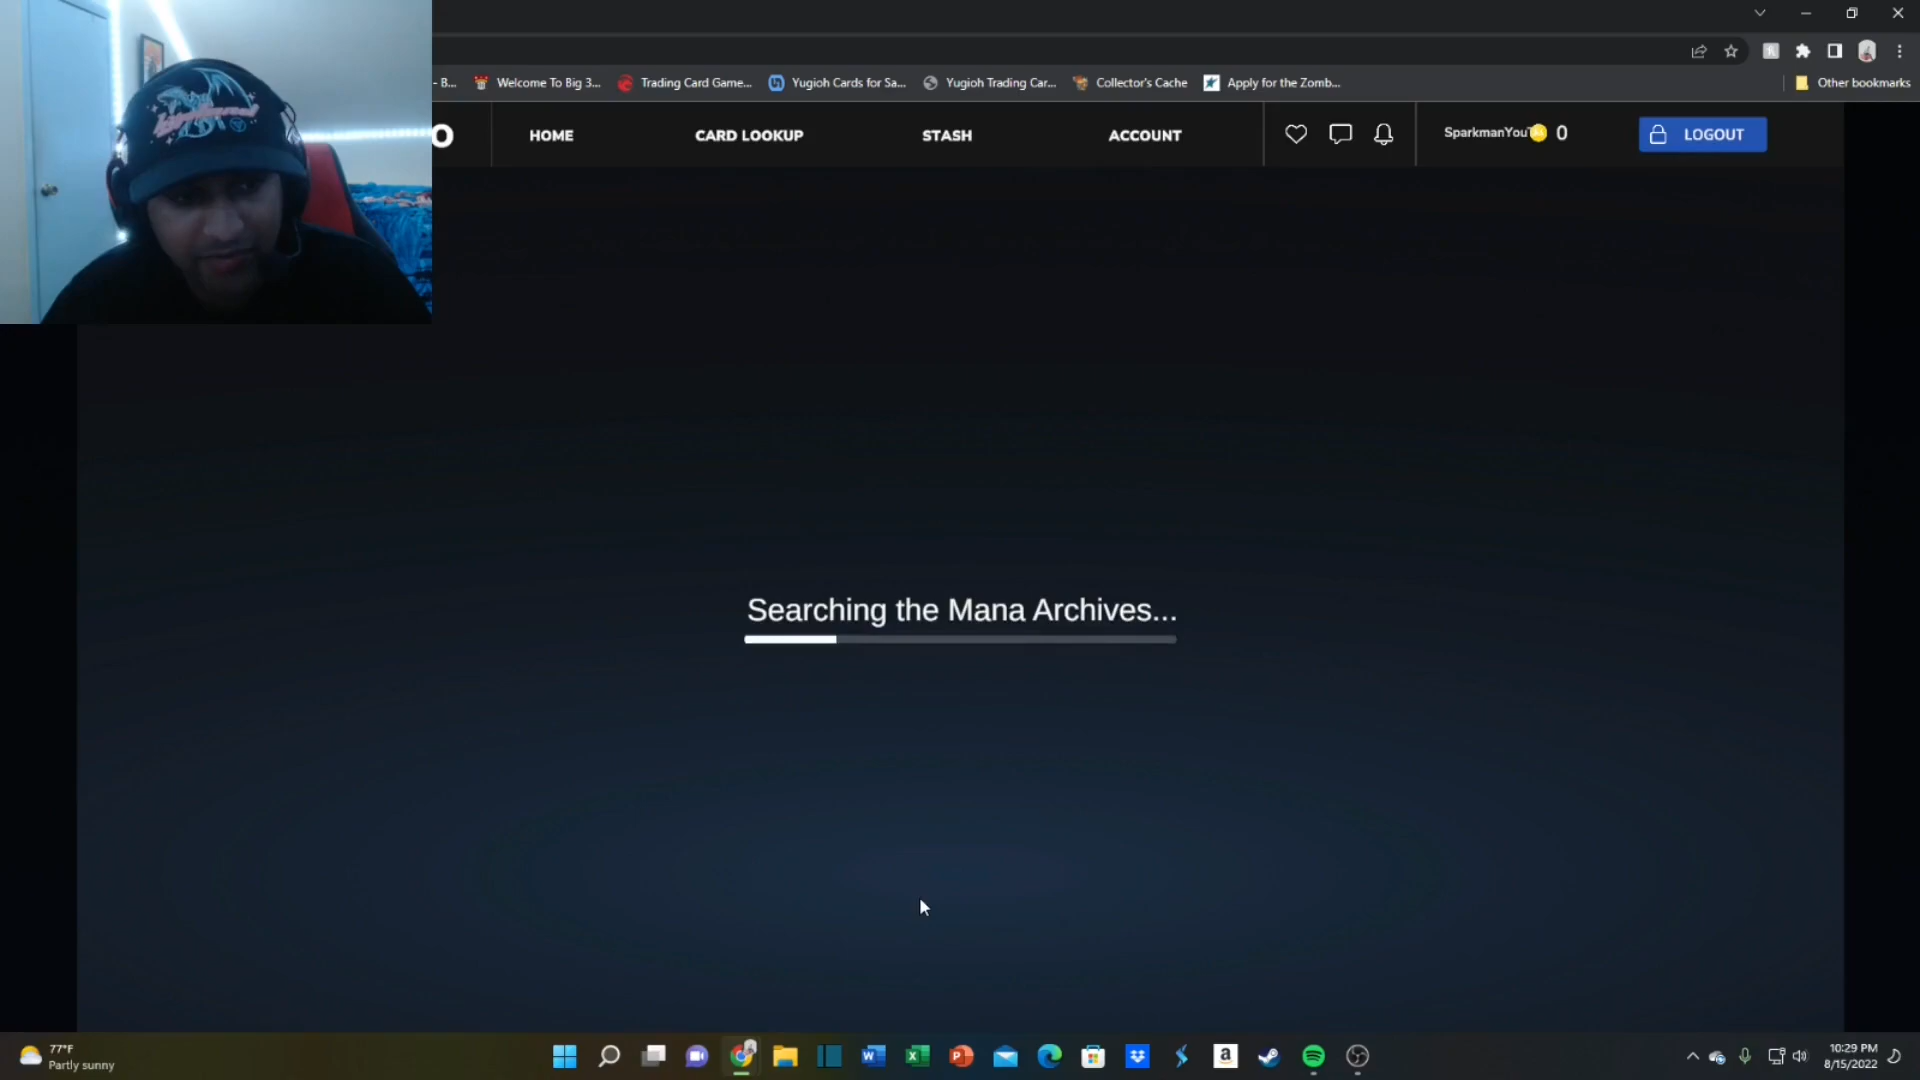 - B...
Welcome To Big 3...
Trading Card Game...
Yugioh Cards for Sa...
Yugioh Trading Car...
Collector's Cache
Apply for the Zomb...
Other bookmarks
O
HOME
CARD LOOKUP
STASH
ACCOUNT
SparkmanYouT
0
LOGOUT
Searching the Mana Archives...
77°F
Partly sunny
10:29 PM
8/15/2022